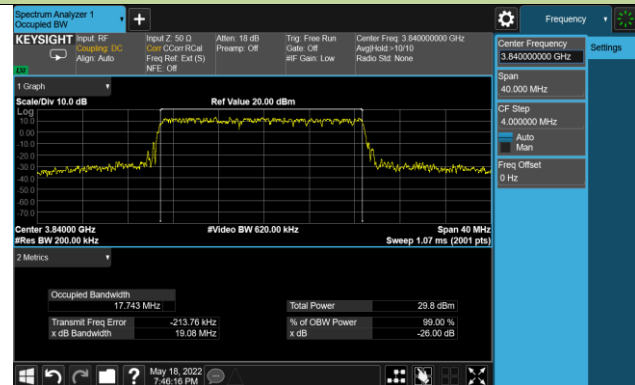 Spectrum Analyzer 1
Occupied BW
+
Frequency
KEYSIGHT
Input: RF
Coupling: DC
Align: Auto
Input Z: 50 Ω
Corr CCorr RCal
Freq Ref: Ext (S)
NFE: Off
Atten: 18 dB
Preamp: Off
Trig: Free Run
Gate: Off
#IF Gain: Low
Center Freq: 3.840000000 GHz
Avg|Hold:>10/10
Radio Std: None
LXI
Center Frequency
3.840000000 GHz
Settings
Span
40.000 MHz
CF Step
4.000000 MHz
Auto
Man
Freq Offset
0 Hz
1 Graph
Scale/Div 10.0 dB
Ref Value 20.00 dBm
Log
10.0
0.00
-10.0
-20.0
-30.0
-40.0
-50.0
-60.0
-70.0
Center 3.84000 GHz
#Video BW 620.00 kHz
Span 40 MHz
#Res BW 200.00 kHz
Sweep 1.07 ms (2001 pts)
2 Metrics
Occupied Bandwidth
17.743 MHz
Total Power 29.8 dBm
Transmit Freq Error -213.76 kHz
% of OBW Power 99.00 %
x dB Bandwidth 19.08 MHz
x dB -26.00 dB
?
May 18, 2022
7:46:16 PM